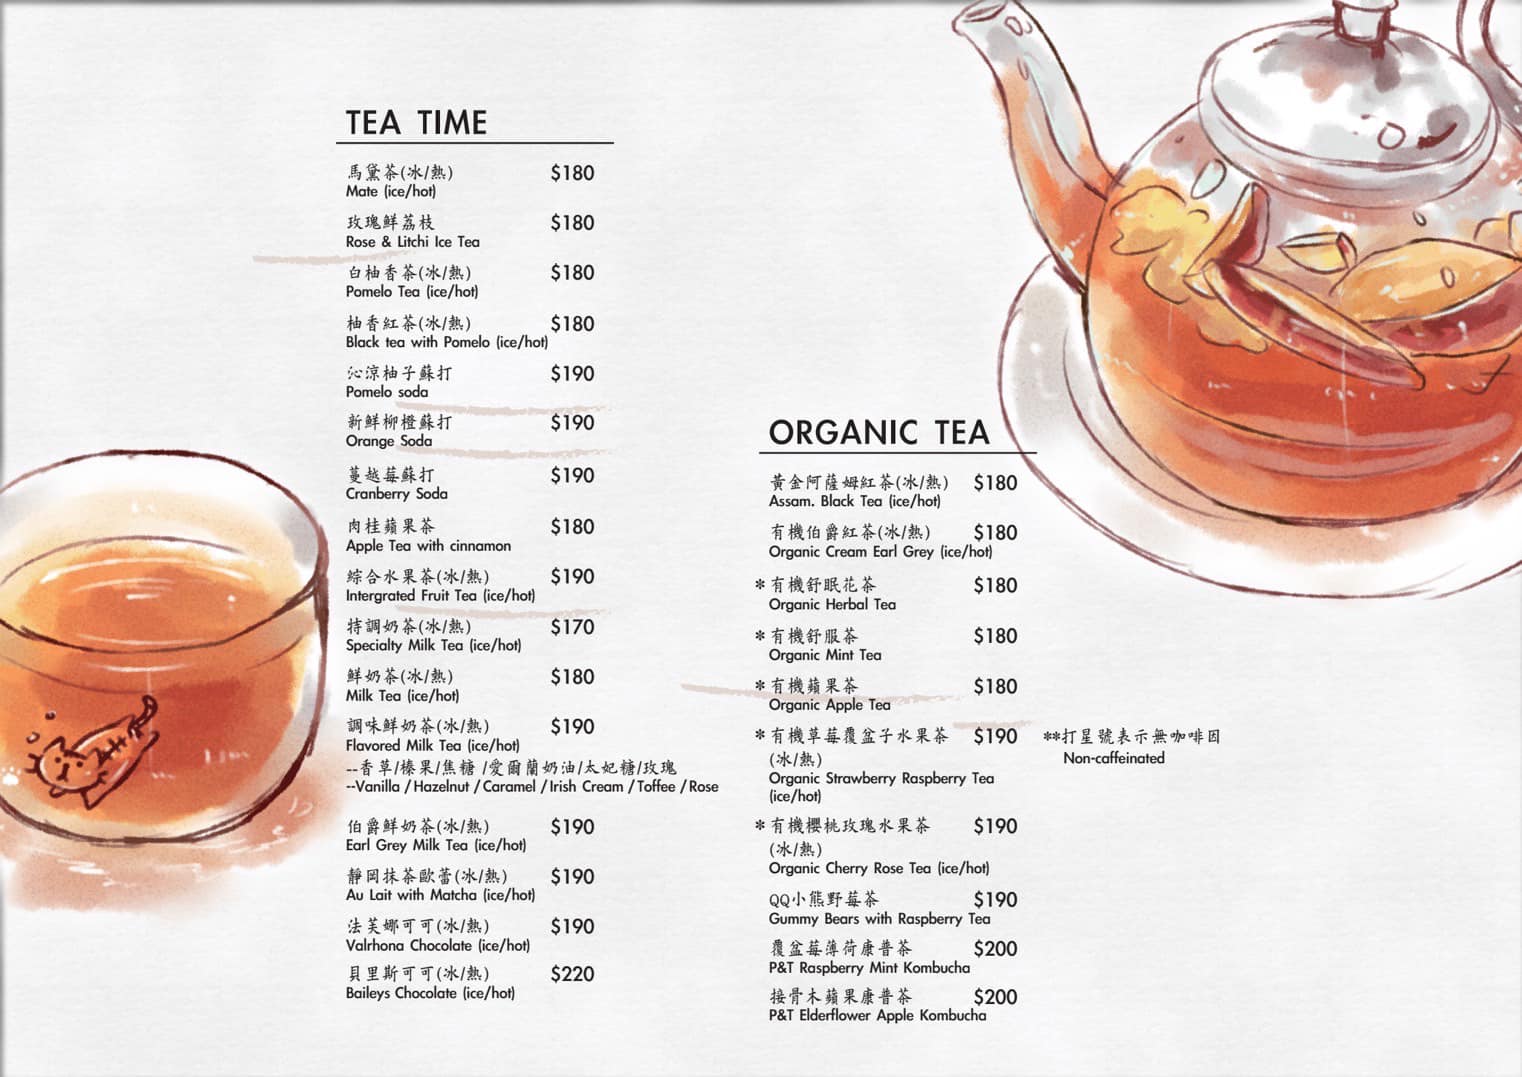 TEA TIME
馬黛茶(冰/熱) $180
Mate (ice/hot)
玫瑰鮮荔枝 $180
Rose & Litchi Ice Tea
白柚香茶(冰/熱) $180
Pomelo Tea (ice/hot)
柚香紅茶(冰/熱) $180
Black tea with Pomelo (ice/hot)
沁涼柚子蘇打 $190
Pomelo soda
新鮮柳橙蘇打 $190
Orange Soda
蔓越莓蘇打 $190
Cranberry Soda
肉桂蘋果茶 $180
Apple Tea with cinnamon
綜合水果茶(冰/熱) $190
Intergrated Fruit Tea (ice/hot)
特調奶茶(冰/熱) $170
Specialty Milk Tea (ice/hot)
鮮奶茶(冰/熱) $180
Milk Tea (ice/hot)
調味鮮奶茶(冰/熱) $190
Flavored Milk Tea (ice/hot)
--香草/榛果/焦糖 /愛爾蘭奶油/太妃糖/玫瑰
--Vanilla / Hazelnut / Caramel / Irish Cream / Toffee / Rose
伯爵鮮奶茶(冰/熱) $190
Earl Grey Milk Tea (ice/hot)
靜岡抹茶歐蕾(冰/熱) $190
Au Lait with Matcha (ice/hot)
法芙娜可可(冰/熱) $190
Valrhona Chocolate (ice/hot)
貝里斯可可(冰/熱) $220
Baileys Chocolate (ice/hot)
ORGANIC TEA
黃金阿薩姆紅茶(冰/熱) $180
Assam. Black Tea (ice/hot)
有機伯爵紅茶(冰/熱) $180
Organic Cream Earl Grey (ice/hot)
*有機舒眠花茶 $180
Organic Herbal Tea
*有機舒服茶 $180
Organic Mint Tea
*有機蘋果茶 $180
Organic Apple Tea
*有機草莓覆盆子水果茶 $190 **打星號表示無咖啡因
(冰/熱) Non-caffeinated
Organic Strawberry Raspberry Tea
(ice/hot)
*有機櫻桃玫瑰水果茶 $190
(冰/熱)
Organic Cherry Rose Tea (ice/hot)
QQ小熊野莓茶 $190
Gummy Bears with Raspberry Tea
覆盆莓薄荷康普茶 $200
P&T Raspberry Mint Kombucha
接骨木蘋果康普茶 $200
P&T Elderflower Apple Kombucha